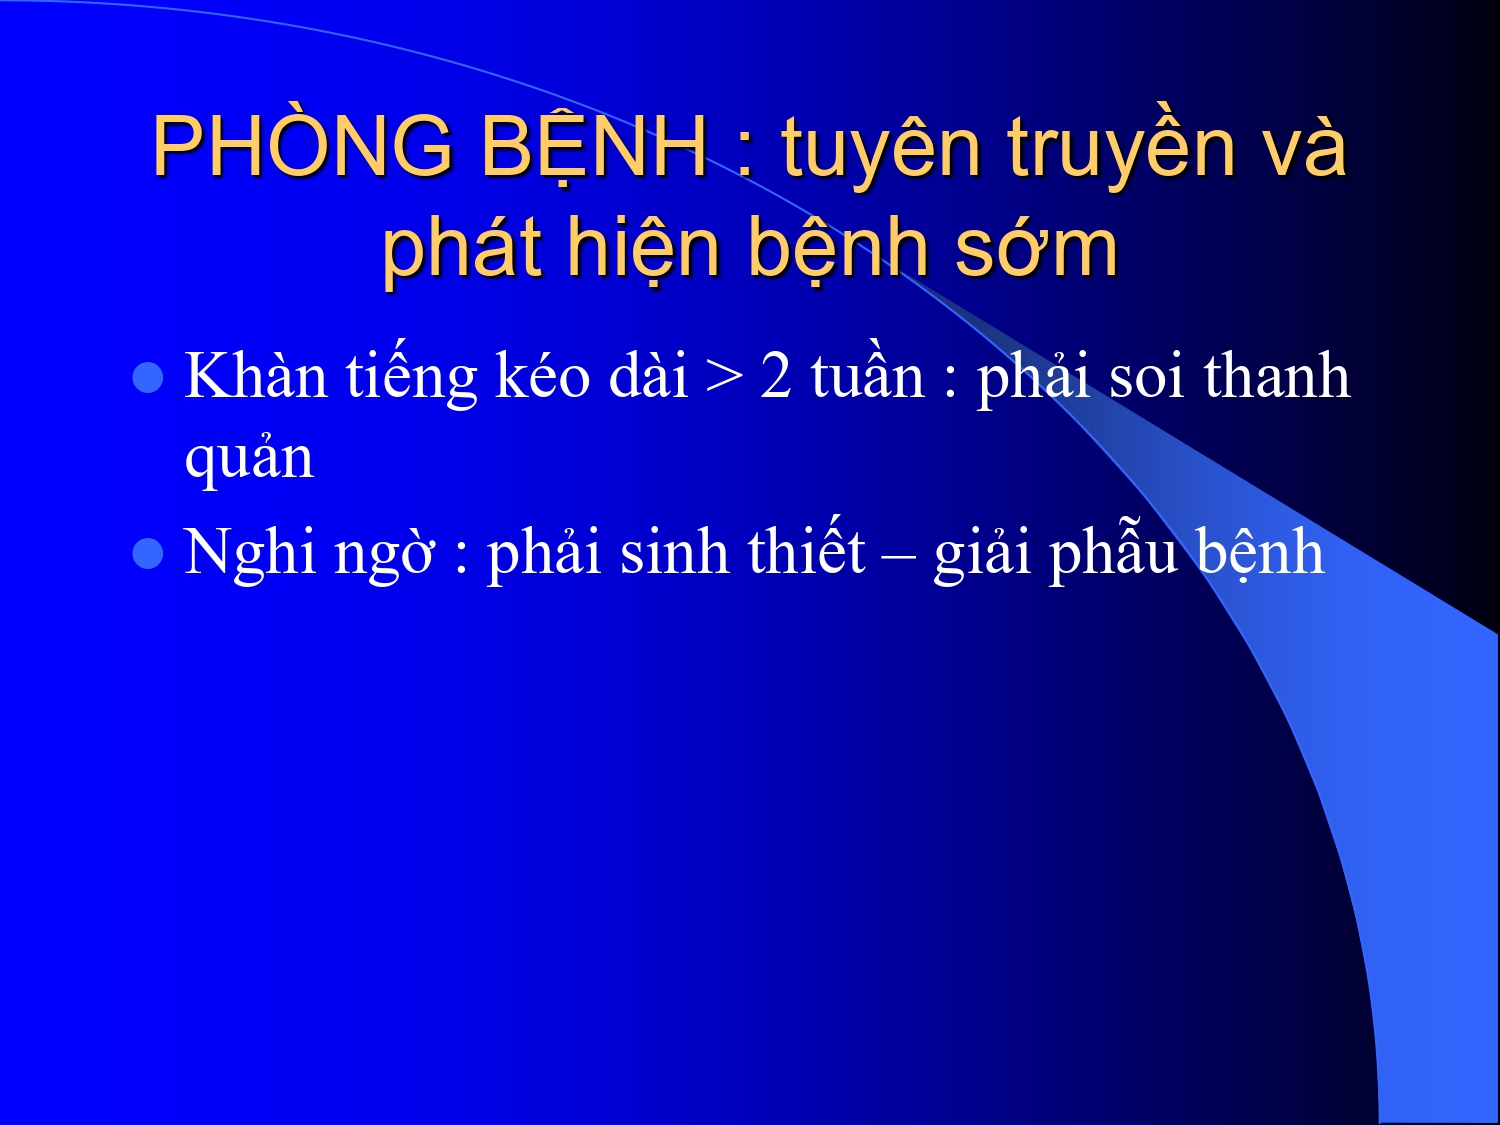 PHÒNG BỆNH : tuyên truyền và
phát hiện bệnh sớm
Khàn tiếng kéo dài > 2 tuần : phải soi thanh
quản
Nghi ngờ : phải sinh thiết – giải phẫu bệnh